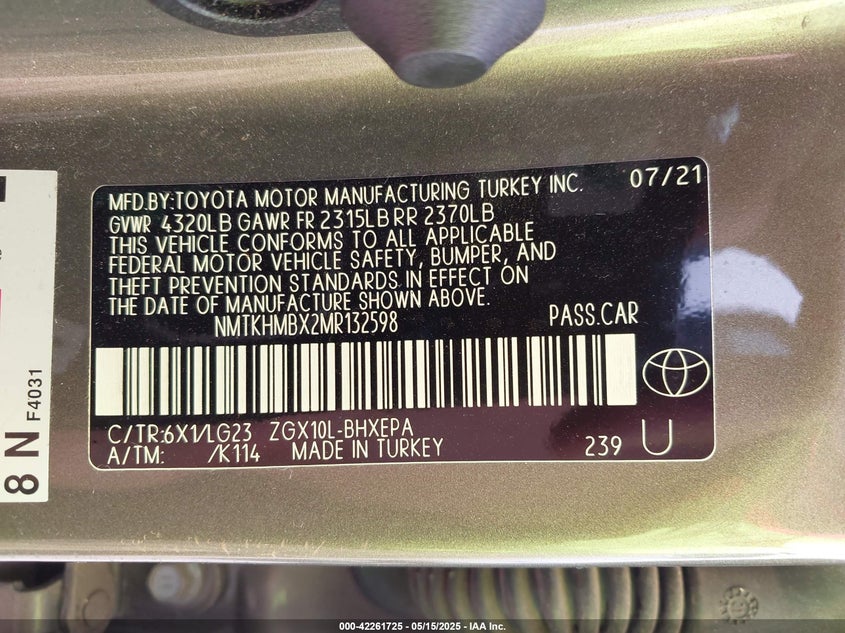 MFD.BY:TOYOTA MOTOR MANUFACTURING TURKEY INC. 07/21
GVWR 4320LB GAWR FR 2315LB RR 2370LB
THIS VEHICLE CONFORMS TO ALL APPLICABLE
FEDERAL MOTOR VEHICLE SAFETY, BUMPER, AND
THEFT PREVENTION STANDARDS IN EFFECT ON
THE DATE OF MANUFACTURE SHOWN ABOVE.
NMTKHMBX2MR132598 PASS.CAR
C/TR:6X1/LG23 ZGX10L-BHXEPA
A/TM: /K114 MADE IN TURKEY 239 U
8 N F4031
000-42261725 - 05/15/2025 - IAA Inc.